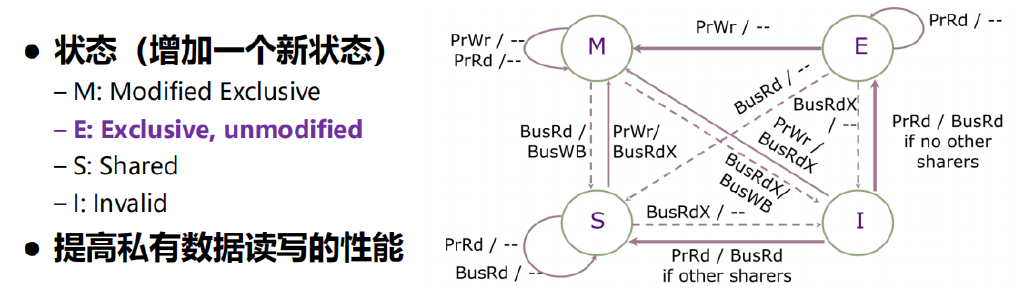 ● 状态（增加一个新状态）
– M: Modified Exclusive
– E: Exclusive, unmodified
– S: Shared
– I: Invalid
● 提高私有数据读写的性能
PrWr / --
PrRd /--
M
PrWr / --
E
PrRd / --
BusRd / --
BusRdX
/ --
BusRd /
BusWB
PrWr/
BusRdX
PrWr /
BusRdX
BusRdX/
BusWB
PrRd / BusRd
if no other
sharers
S
BusRdX / --
I
PrRd / --
BusRd / --
PrRd / BusRd
if other sharers